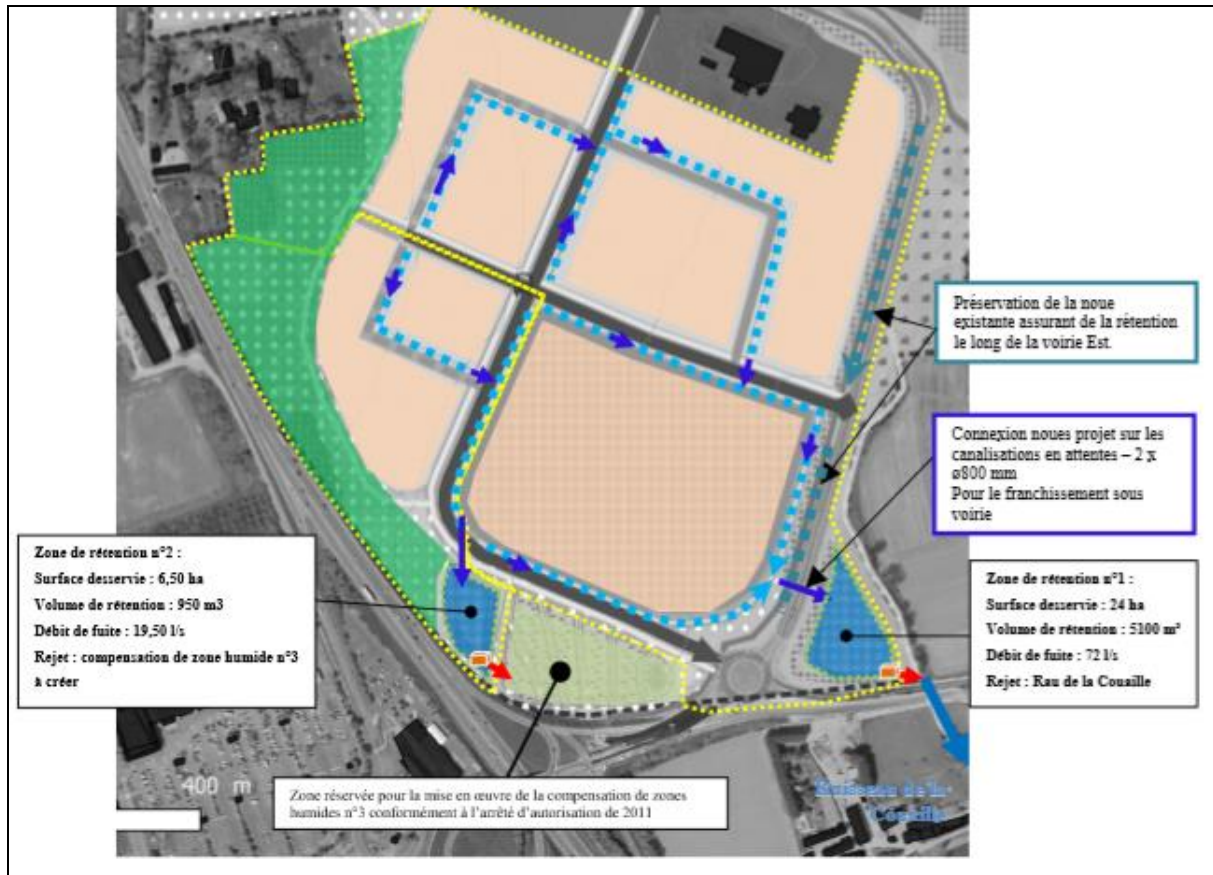 Préservation de la noue
existante assurant de la rétention
le long de la voirie Est.
Connexion noues projet sur les
canalisations en attentes – 2 x
ø800 mm
Pour le franchissement sous
voirie
Zone de rétention n°2 :
Surface desservie : 6,50 ha
Volume de rétention : 950 m3
Débit de fuite : 19,50 l/s
Rejet : compensation de zone humide n°3
à créer
Zone de rétention n°1 :
Surface desservie : 24 ha
Volume de rétention : 5100 m³
Débit de fuite : 72 l/s
Rejet : Rau de la Couaille
400 m
Zone réservée pour la mise en œuvre de la compensation de zones
humides n°3 conformément à l'arrêté d'autorisation de 2011
Ruisseau de la
Couaille